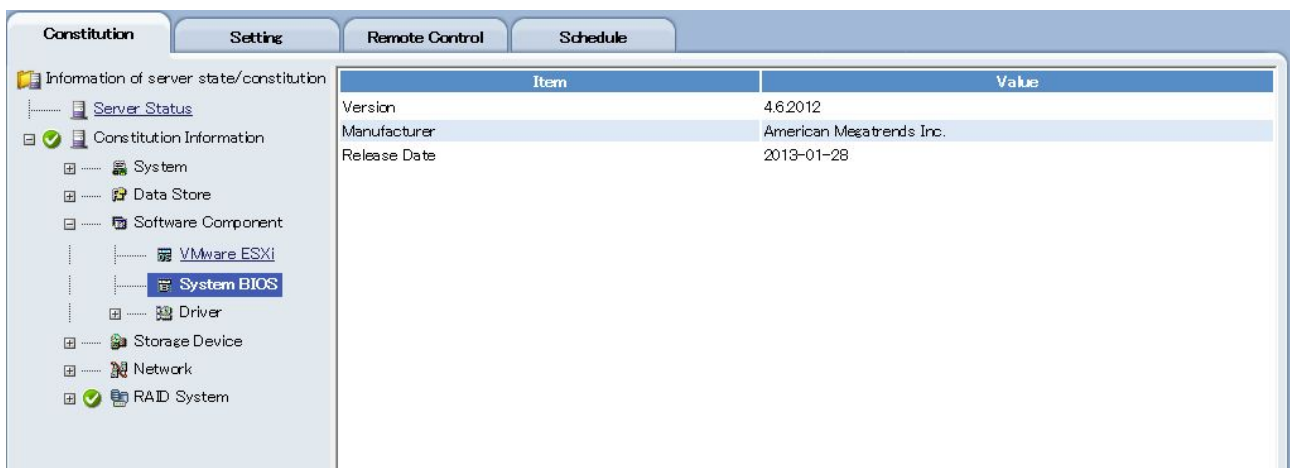 Constitution Setting Remote Control Schedule
Information of server state/constitution
Server Status
Constitution Information
System
Data Store
Software Component
VMware ESXi
System BIOS
Driver
Storage Device
Network
RAID System
Item Value
Version 4.6.2012
Manufacturer American Megatrends Inc.
Release Date 2013-01-28